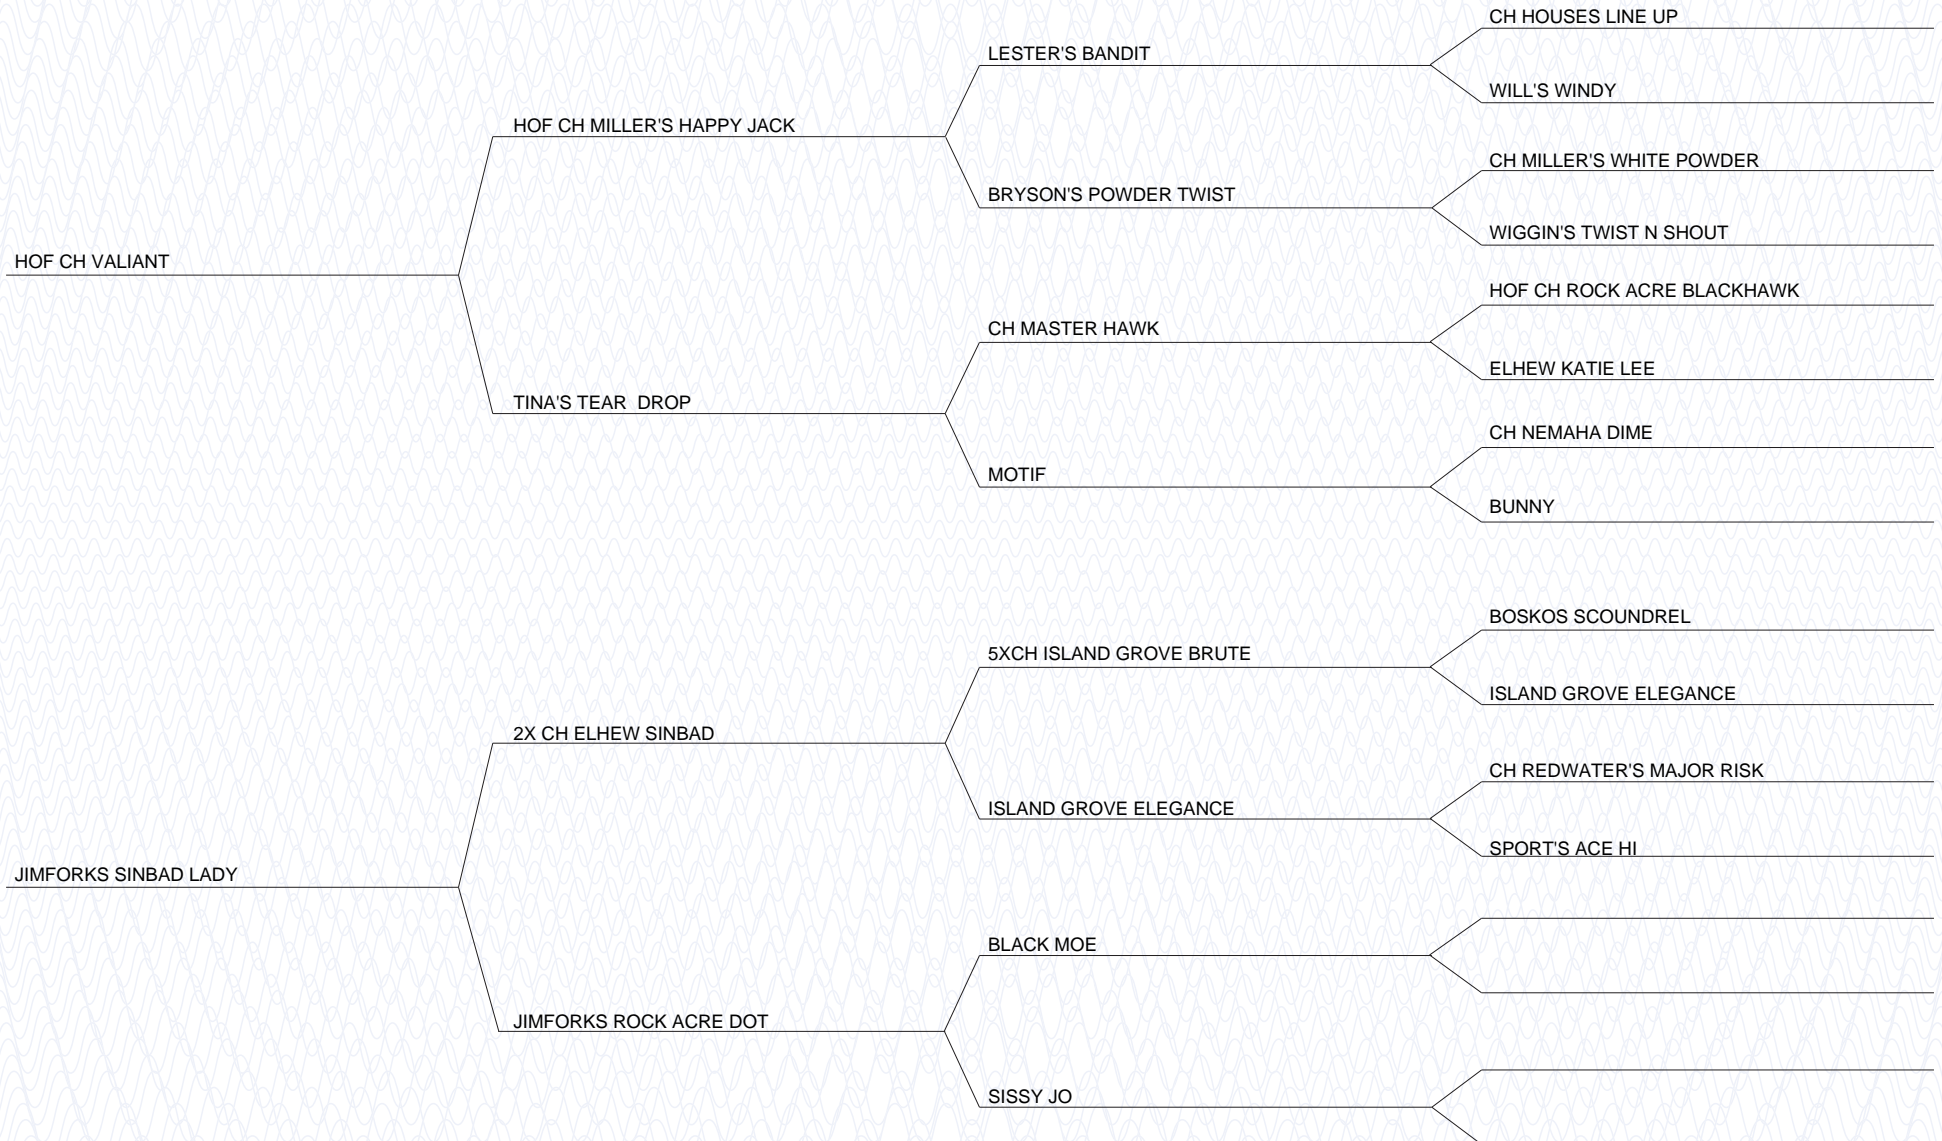 CH HOUSES LINE UP
LESTER'S BANDIT
WILL'S WINDY
HOF CH MILLER'S HAPPY JACK
CH MILLER'S WHITE POWDER
BRYSON'S POWDER TWIST
WIGGIN'S TWIST N SHOUT
HOF CH VALIANT
HOF CH ROCK ACRE BLACKHAWK
CH MASTER HAWK
ELHEW KATIE LEE
TINA'S TEAR  DROP
CH NEMAHA DIME
MOTIF
BUNNY
BOSKOS SCOUNDREL
5XCH ISLAND GROVE BRUTE
ISLAND GROVE ELEGANCE
2X CH ELHEW SINBAD
CH REDWATER'S MAJOR RISK
ISLAND GROVE ELEGANCE
SPORT'S ACE HI
JIMFORKS SINBAD LADY
BLACK MOE
JIMFORKS ROCK ACRE DOT
SISSY JO